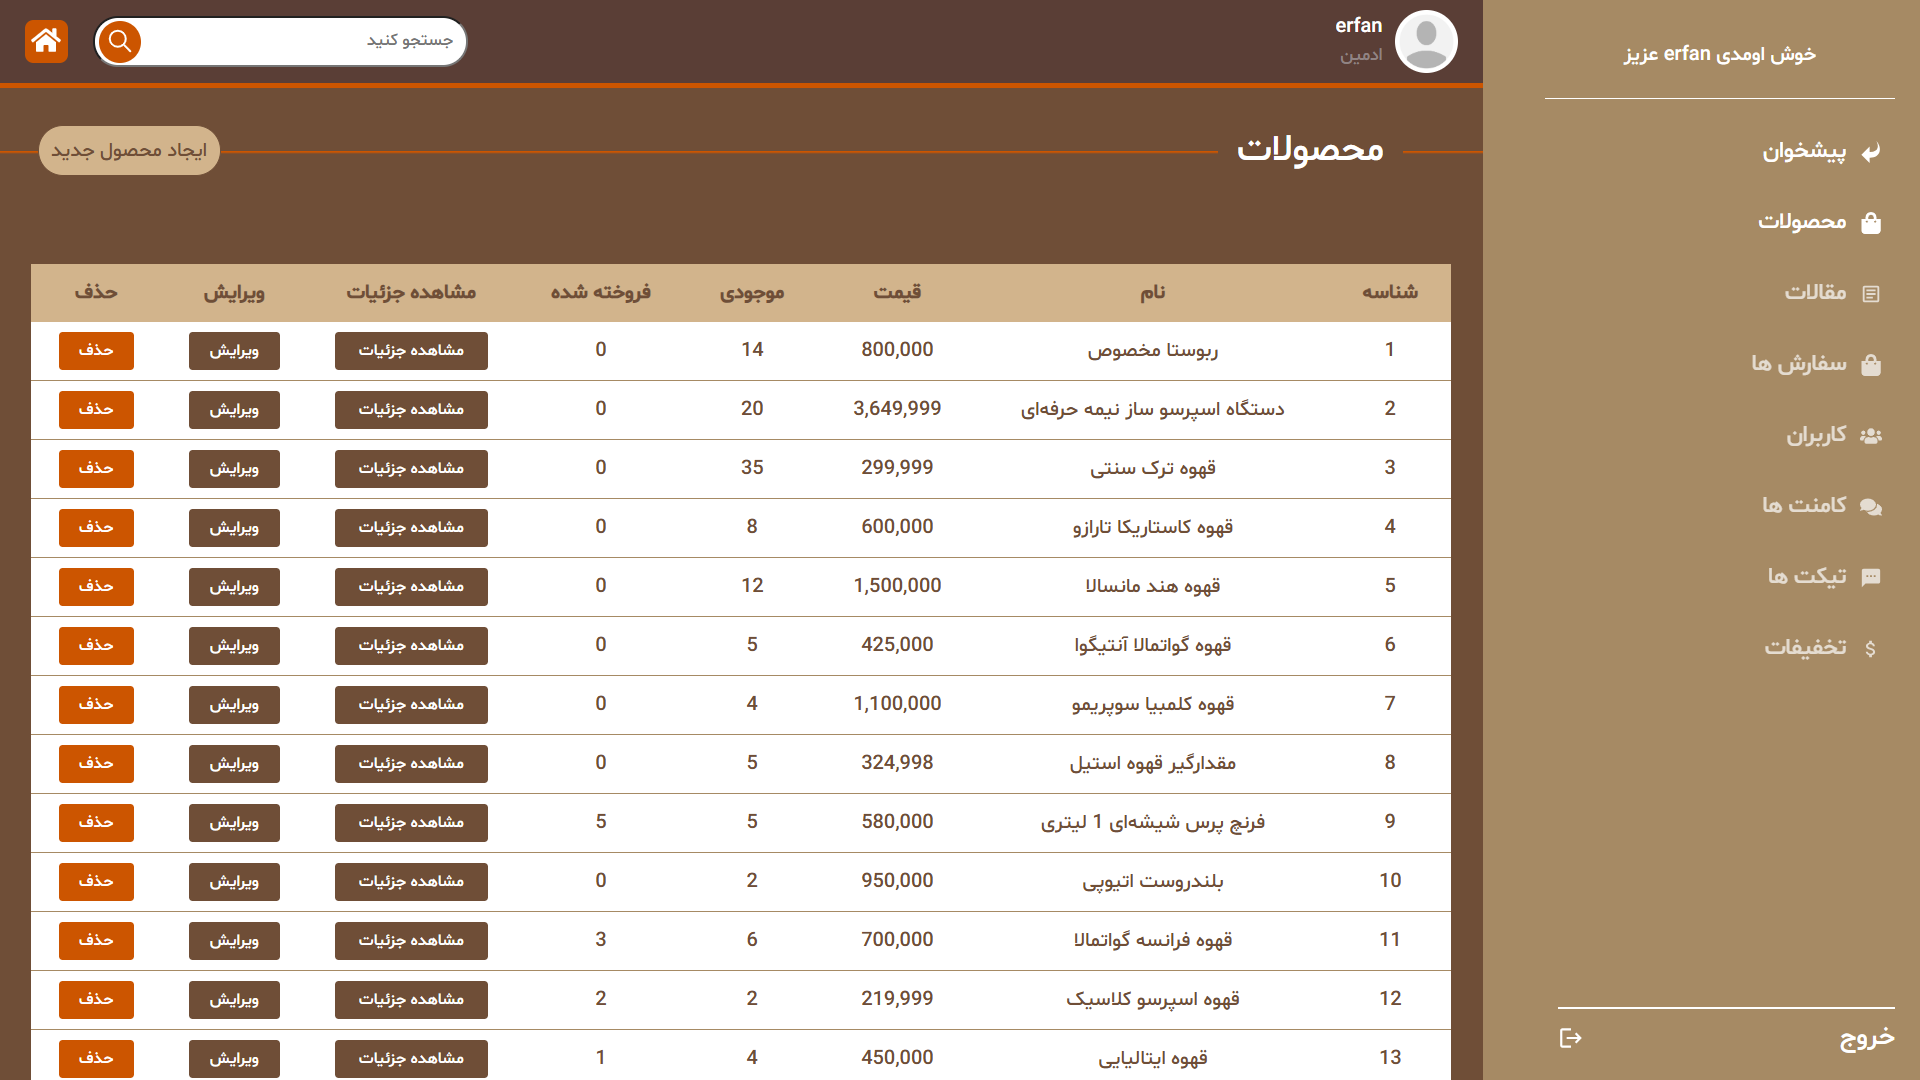 خوش اومدی erfan عزیز
پیشخوان
محصولات
مقالات
سفارش ها
کاربران
کامنت ها
تیکت ها
تخفیفات
خروج
erfan
ادمین
جستجو کنید
محصولات
ایجاد محصول جدید
شناسه نام قیمت موجودی فروخته شده مشاهده جزئیات ویرایش حذف
1 ربوستا مخصوص 800,000 14 0 مشاهده جزئیات ویرایش حذف
2 دستگاه اسپرسو ساز نیمه حرفه‌ای 3,649,999 20 0 مشاهده جزئیات ویرایش حذف
3 قهوه ترک سنتی 299,999 35 0 مشاهده جزئیات ویرایش حذف
4 قهوه کاستاریکا تارازو 600,000 8 0 مشاهده جزئیات ویرایش حذف
5 قهوه هند مانسالا 1,500,000 12 0 مشاهده جزئیات ویرایش حذف
6 قهوه گواتمالا آنتیگوا 425,000 5 0 مشاهده جزئیات ویرایش حذف
7 قهوه کلمبیا سوپریمو 1,100,000 4 0 مشاهده جزئیات ویرایش حذف
8 مقدارگیر قهوه استیل 324,998 5 0 مشاهده جزئیات ویرایش حذف
9 فرنچ پرس شیشه‌ای 1 لیتری 580,000 5 5 مشاهده جزئیات ویرایش حذف
10 بلندروست اتیوپی 950,000 2 0 مشاهده جزئیات ویرایش حذف
11 قهوه فرانسه گواتمالا 700,000 6 3 مشاهده جزئیات ویرایش حذف
12 قهوه اسپرسو کلاسیک 219,999 2 2 مشاهده جزئیات ویرایش حذف
13 قهوه ایتالیایی 450,000 4 1 مشاهده جزئیات ویرایش حذف